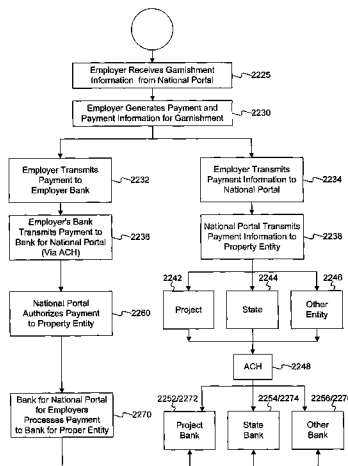 Employer Receives Garnishment
Information from National Portal
2225
Employer Generates Payment and
Payment Information for Garnishment
2230
Employer Transmits
Payment to
Employer Bank
2232
Employer Transmits
Payment Information to
National Portal
2234
Employer's Bank
Transmits Payment to
Bank for National Portal
(Via ACH)
2236
National Portal Transmits
Payment Information to
Property Entity
2238
2242
2244
2246
Project
State
Other
Entity
National Portal
Authorizes Payment
to Property Entity
2260
ACH
2248
Bank for National Portal
for Employers
Processes Payment
to Bank for Proper Entity
2270
2252/2272
2254/2274
2256/2276
Project
Bank
State
Bank
Other
Bank